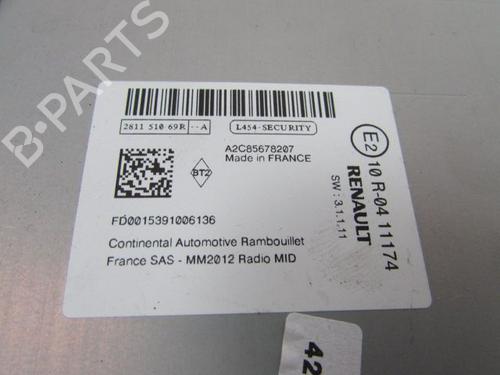 B-PARTS
2811 510 69R --A
L454-SECURITY
A2C85678207
Made in FRANCE
BT2
FD0015391006136
Continental Automotive Rambouillet
France SAS - MM2012 Radio MID
E2
10 R-04 11174
RENAULT
SW : 3.1.1.11
42